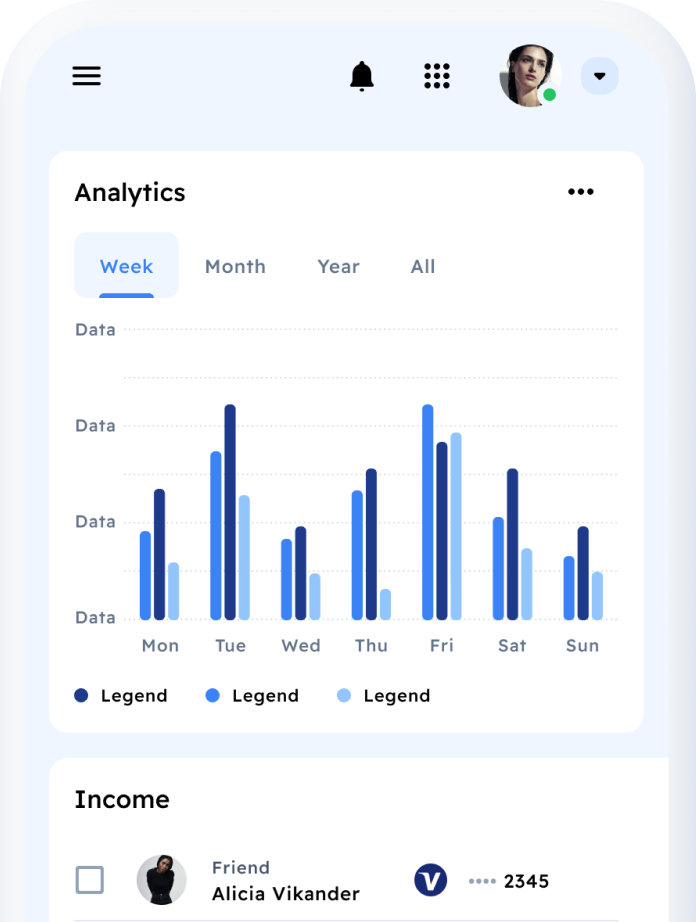 Analytics
Week Month Year All
Data
Data
Data
Data
Mon Tue Wed Thu Fri Sat Sun
Legend Legend Legend
Income
Friend
Alicia Vikander
V •••• 2345